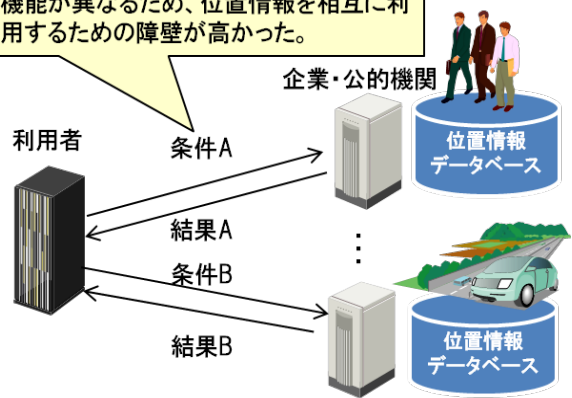 機能が異なるため、位置情報を相互に利
用するための障壁が高かった。
企業・公的機関
利用者
条件A
位置情報
データベース
結果A
条件B
⋮
結果B
位置情報
データベース